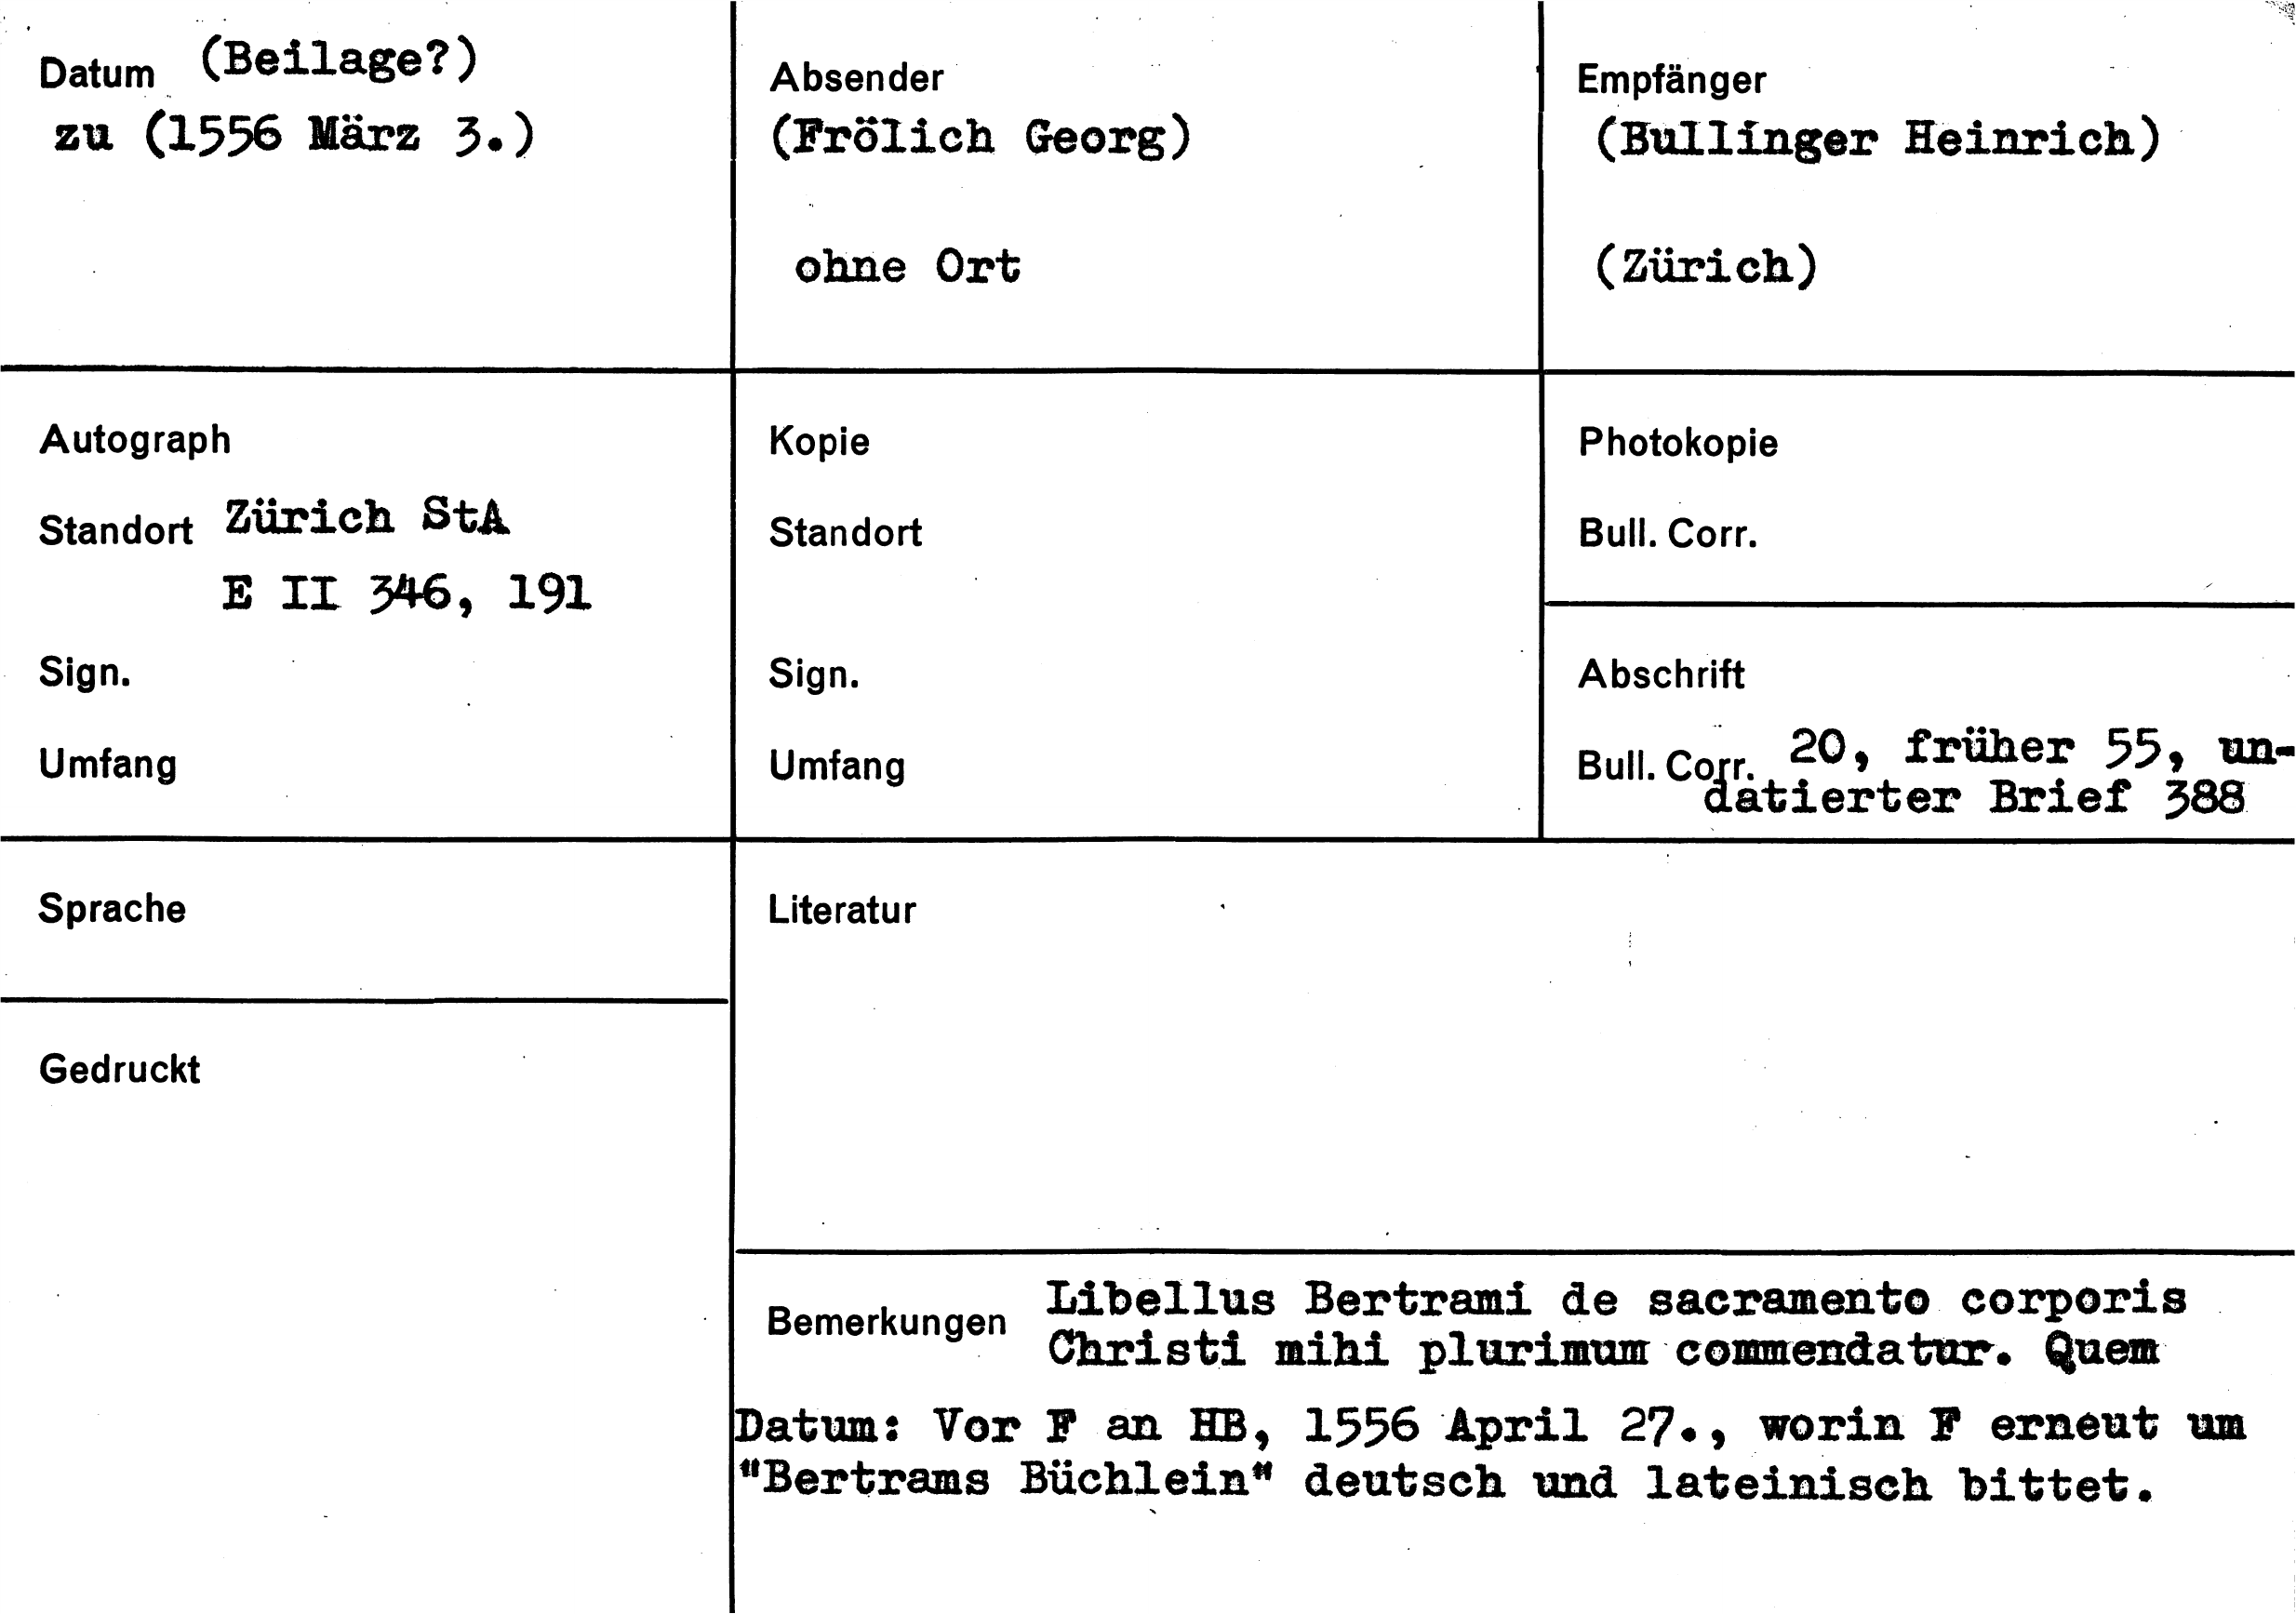 Datum (Beilage?)
zu (1556 März 3.)
Absender
(Frölich Georg)
ohne Ort
Empfänger
(Bullinger Heinrich)
(Zürich)
Autograph
Standort Zürich StA
E II 346, 191
Sign.
Umfang
Kopie
Standort
Sign.
Umfang
Photokopie
Bull. Corr.
Abschrift
Bull. Corr. 20, früher 55, un-
datierter Brief 388
Sprache
Literatur
Gedruckt
Bemerkungen Libellus Bertrami de sacramento corporis
Christi mihi plurimum commendatur. Quem
Datum: Vor F an HB, 1556 April 27., worin F erneut um
"Bertrams Büchlein" deutsch und lateinisch bittet.